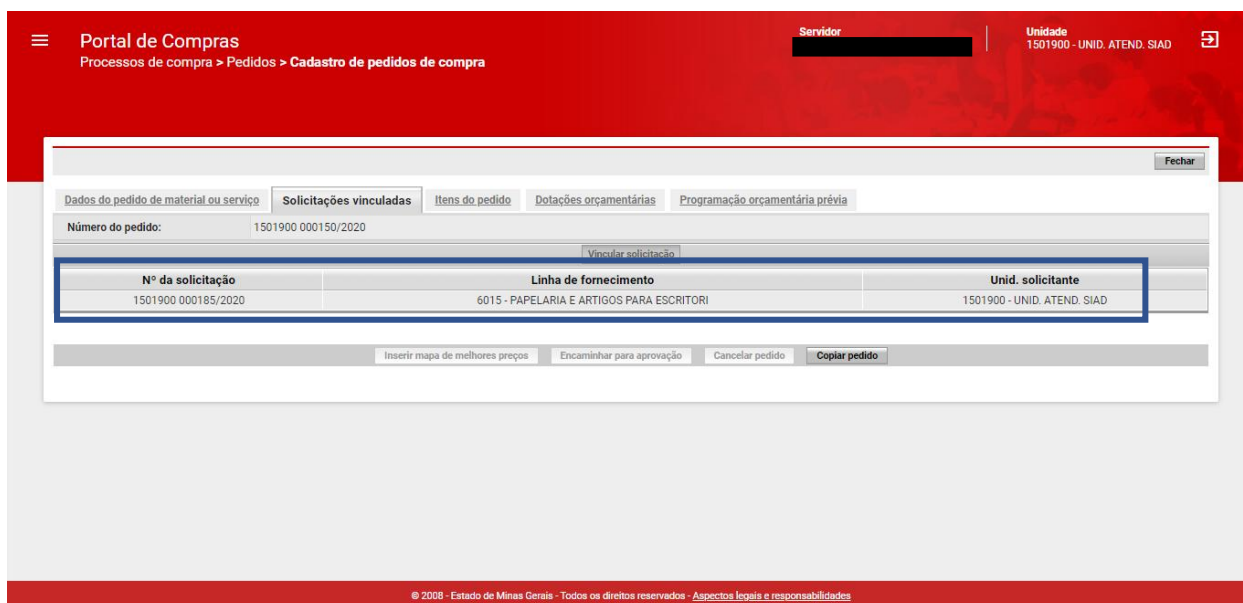 Portal de Compras
Processos de compra > Pedidos > Cadastro de pedidos de compra
Servidor
Unidade
1501900 - UNID. ATEND. SIAD
Fechar
Dados do pedido de material ou serviço Solicitações vinculadas Itens do pedido Dotações orçamentárias Programação orçamentária prévia
Número do pedido: 1501900 000150/2020
Vincular solicitação
Nº da solicitação Linha de fornecimento Unid. solicitante
1501900 000185/2020 6015 - PAPELARIA E ARTIGOS PARA ESCRITORI 1501900 - UNID. ATEND. SIAD
Inserir mapa de melhores preços Encaminhar para aprovação Cancelar pedido Copiar pedido
© 2008 - Estado de Minas Gerais - Todos os direitos reservados - Aspectos legais e responsabilidades